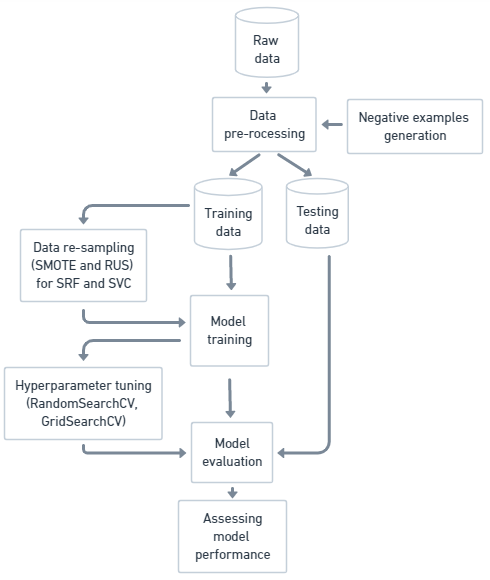 Raw
data
Data
pre-rocessing
Negative examples
generation
Training
data
Testing
data
Data re-sampling
(SMOTE and RUS)
for SRF and SVC
Model
training
Hyperparameter tuning
(RandomSearchCV,
GridSearchCV)
Model
evaluation
Assessing
model
performance